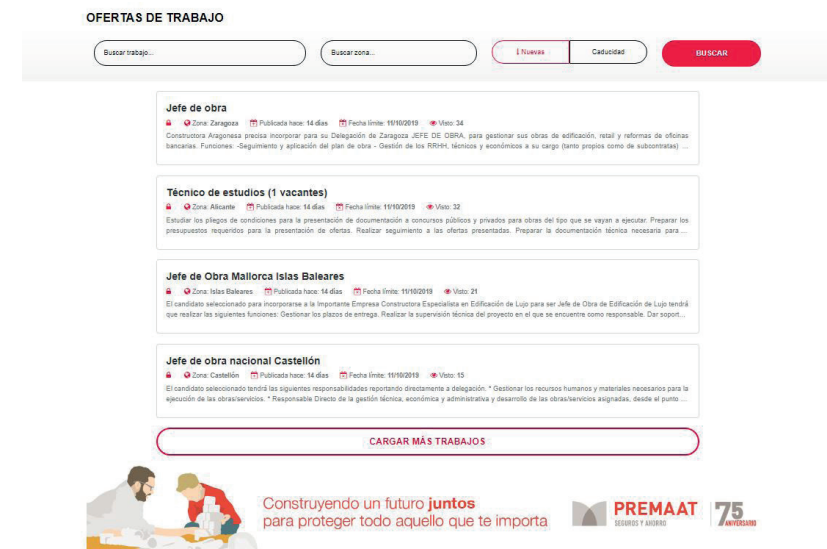 OFERTAS DE TRABAJO
Buscar trabajo...
Buscar zona...
Nuevas
Caducidad
BUSCAR
Jefe de obra
Zona: Zaragoza Publicada hace: 14 días Fecha límite: 11/10/2019 Visto: 34
Constructora Aragonesa precisa incorporar para su Delegación de Zaragoza JEFE DE OBRA, para gestionar sus obras de edificación, retail y reformas de oficinas
bancarias. Funciones: -Seguimiento y aplicación del plan de obra - Gestión de los RRHH, técnicos y económicos a su cargo (tanto propios como de subcontratas) ...
Técnico de estudios (1 vacantes)
Zona: Alicante Publicada hace: 14 días Fecha límite: 11/10/2019 Visto: 32
Estudiar los pliegos de condiciones para la presentación de documentación a concursos públicos y privados para obras del tipo que se vayan a ejecutar. Preparar los
presupuestos requeridos para la presentación de ofertas. Realizar seguimiento a las ofertas presentadas. Preparar la documentación técnica necesaria para ...
Jefe de Obra Mallorca Islas Baleares
Zona: Islas Baleares Publicada hace: 14 días Fecha límite: 11/10/2019 Visto: 21
El candidato seleccionado para incorporarse a la Importante Empresa Constructora Especialista en Edificación de Lujo para ser Jefe de Obra de Edificación de Lujo tendrá
que realizar las siguientes funciones: Gestionar los plazos de entrega. Realizar la supervisión técnica del proyecto en el que se encuentre como responsable. Dar soport...
Jefe de obra nacional Castellón
Zona: Castellón Publicada hace: 14 días Fecha límite: 11/10/2019 Visto: 15
El candidato seleccionado tendrá las siguientes responsabilidades reportando directamente a delegación. * Gestionar los recursos humanos y materiales necesarios para la
ejecución de las obras/servicios. * Responsable Directo de la gestión técnica, económica y administrativa y desarrollo de las obras/servicios asignadas, desde el punto ...
CARGAR MÁS TRABAJOS
Construyendo un futuro juntos
para proteger todo aquello que te importa
PREMAAT
SEGUROS Y AHORRO
75
ANIVERSARIO